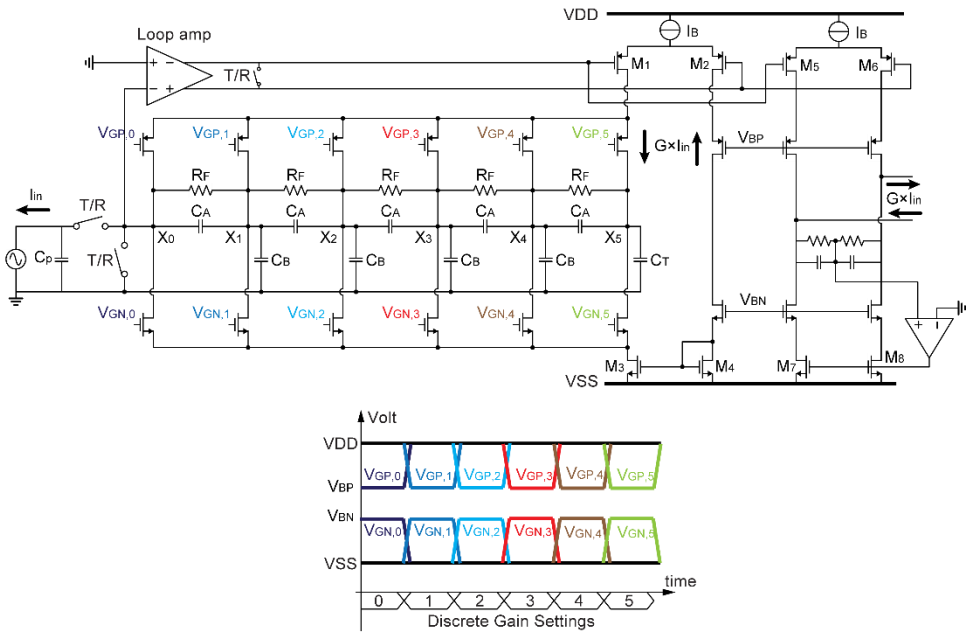 VDD
I_B I_B
Loop amp
+ −
− +
T/R
M1 M2 M5 M6
VGP,0 VGP,1 VGP,2 VGP,3 VGP,4 VGP,5
G×Iin
VBP
RF RF RF RF RF
G×Iin
Iin
T/R
CA CA CA CA CA
X0 X1 X2 X3 X4 X5
CP
T/R
CB CB CB CB CT
VGN,0 VGN,1 VGN,2 VGN,3 VGN,4 VGN,5
VBN
+ −
M3 M4 M7 M8
VSS
Volt
VDD
VGP,0 VGP,1 VGP,2 VGP,3 VGP,4 VGP,5
VBP
VBN
VGN,0 VGN,1 VGN,2 VGN,3 VGN,4 VGN,5
VSS
time
0 1 2 3 4 5
Discrete Gain Settings